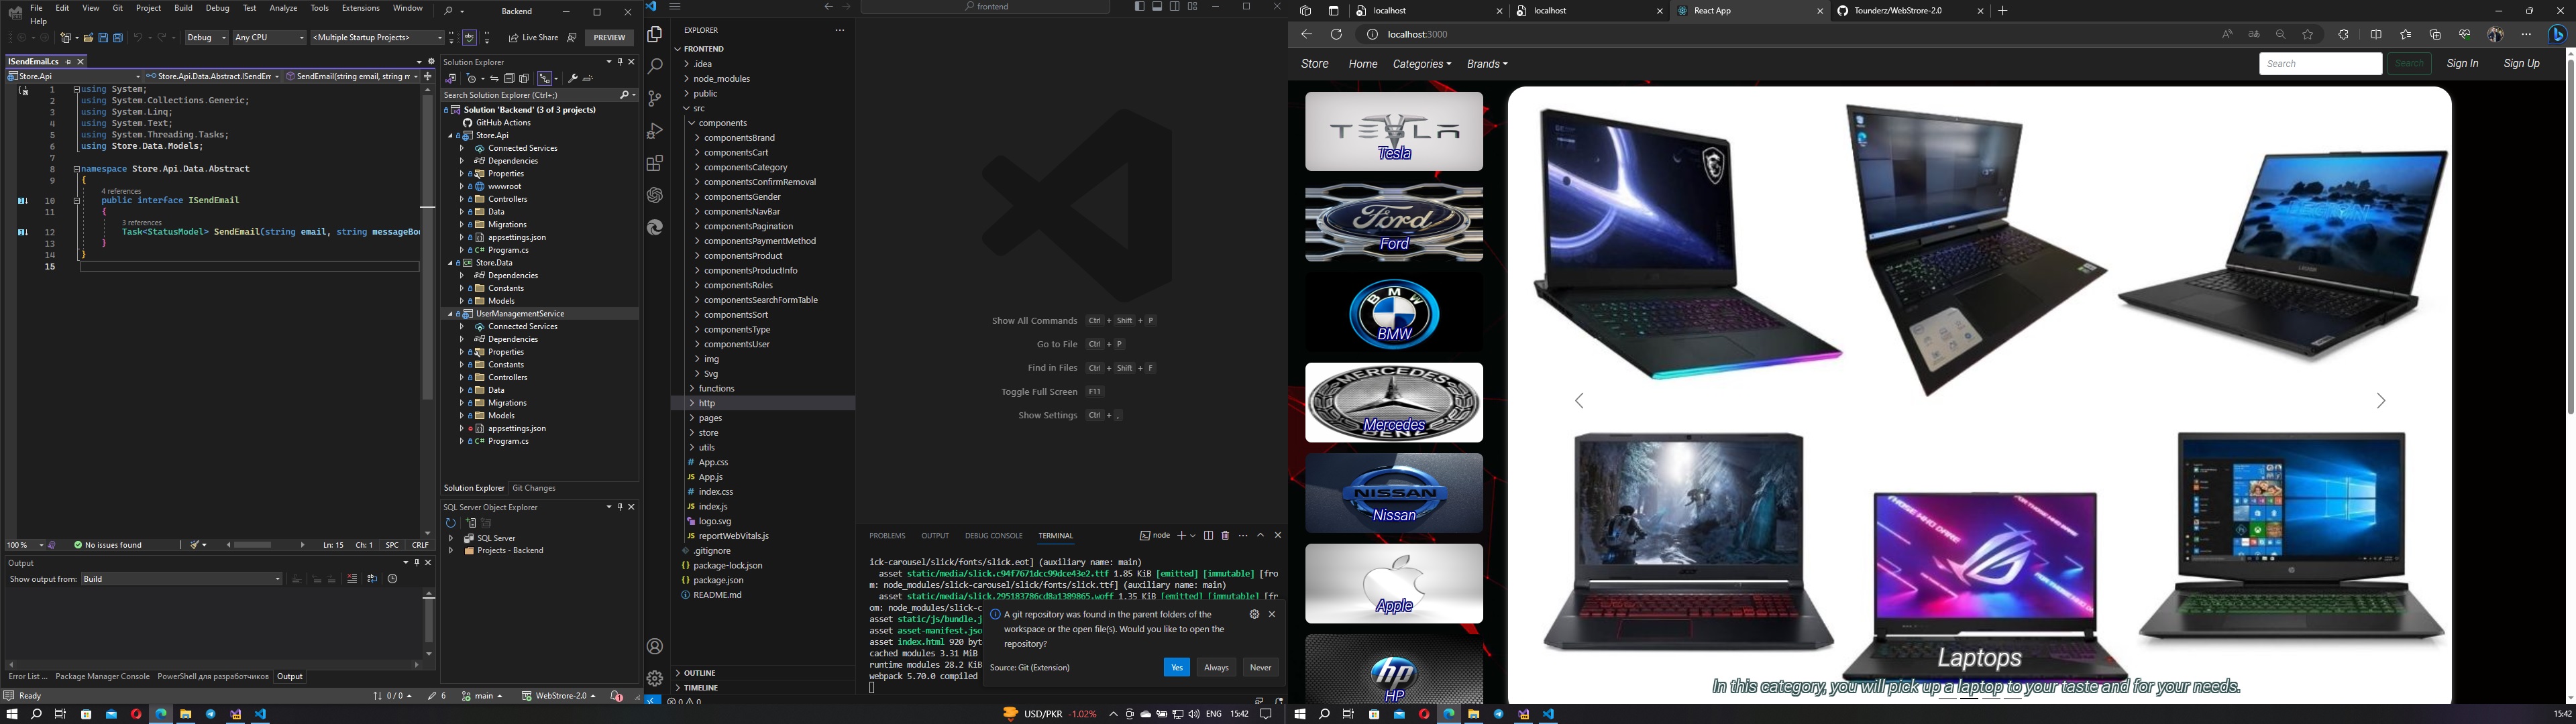 File Edit View Git Project Build Debug Test Analyze Tools Extensions Window Backend
Help
Debug Any CPU <Multiple Startup Projects> Live Share PREVIEW
ISendEmail.cs
Store.Api Store.Api.Data.Abstract.ISendEm SendEmail(string email, string m
1 using System;
2 using System.Collections.Generic;
3 using System.Linq;
4 using System.Text;
5 using System.Threading.Tasks;
6 using Store.Data.Models;
7
8 namespace Store.Api.Data.Abstract
9 {
4 references
10 public interface ISendEmail
11 {
3 references
12 Task<StatusModel> SendEmail(string email, string messageBo
13 }
14 }
15
100 % No issues found Ln: 15 Ch: 1 SPC CRLF
Output
Show output from: Build
Error List ... Package Manager Console PowerShell для разработчиков Output
Solution Explorer
Search Solution Explorer (Ctrl+;)
Solution 'Backend' (3 of 3 projects)
GitHub Actions
Store.Api
Connected Services
Dependencies
Properties
wwwroot
Controllers
Data
Migrations
appsettings.json
C# Program.cs
Store.Data
Dependencies
Constants
Models
UserManagementService
Connected Services
Dependencies
Properties
Constants
Controllers
Data
Migrations
Models
appsettings.json
C# Program.cs
Solution Explorer Git Changes
SQL Server Object Explorer
SQL Server
Projects - Backend
Ready 0 / 0 6 main WebStore-2.0 1
frontend
EXPLORER
FRONTEND
.idea
node_modules
public
src
components
componentsBrand
componentsCart
componentsCategory
componentsConfirmRemoval
componentsGender
componentsNavBar
componentsPagination
componentsPaymentMethod
componentsProduct
componentsProductInfo
componentsRoles
componentsSearchFormTable
componentsSort
componentsType
componentsUser
img
Svg
functions
http
pages
store
utils
# App.css
JS App.js
# index.css
JS index.js
logo.svg
JS reportWebVitals.js
.gitignore
{} package-lock.json
{} package.json
README.md
OUTLINE
TIMELINE
Show All Commands Ctrl + Shift + P
Go to File Ctrl + P
Find in Files Ctrl + Shift + F
Toggle Full Screen F11
Show Settings Ctrl + ,
PROBLEMS OUTPUT DEBUG CONSOLE TERMINAL node
ick-carousel/slick/fonts/slick.eot] (auxiliary name: main)
asset static/media/slick.c94f7671dcc99dce43e2.ttf 1.85 KiB [emitted] [immutable] [fro
m: node_modules/slick-carousel/slick/fonts/slick.ttf] (auxiliary name: main)
asset static/media/slick.295183786cd8a1389865.woff 1.35 KiB [emitted] [immutable] [fr
om: node_modules/slick-c
asset static/js/bundle.j
asset asset-manifest.jso
asset index.html 920 byt
cached modules 3.31 MiB
runtime modules 28.2 KiB
webpack 5.70.0 compiled
A git repository was found in the parent folders of the
workspace or the open file(s). Would you like to open the
repository?
Source: Git (Extension) Yes Always Never
0 0
USD/PKR -1.02% ENG 15:42
localhost localhost React App Tounderz/WebStrore-2.0
localhost:3000
Store Home Categories Brands Search Search Sign In Sign Up
TESLA
Tesla
Ford
Ford
BMW
BMW
MERCEDES
BENZ
Mercedes
NISSAN
Nissan
Apple
hp
HP
LEGION
THOSE WHO DARE
Laptops
In this category, you will pick up a laptop to your taste and for your needs.
15:42